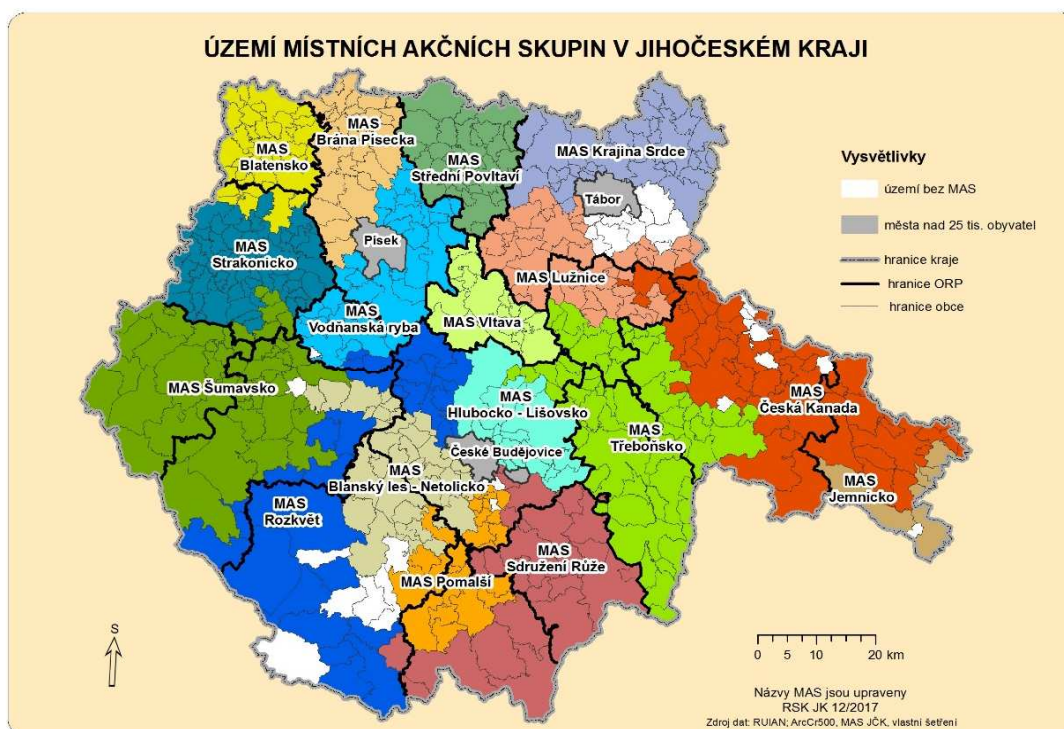 ÚZEMÍ MÍSTNÍCH AKČNÍCH SKUPIN V JIHOČESKÉM KRAJI
MAS
Blatensko
MAS
Brána Písecka
MAS
Střední Povltaví
MAS Krajina Srdce
Tábor
Písek
MAS
Strakonicko
MAS
Vodňanská ryba
MAS Lužnice
MAS Vltava
MAS Šumavsko
MAS
Hlubocko - Lišovsko
MAS
Česká Kanada
MAS
Třeboňsko
České Budějovice
MAS
Blanský les - Netolicko
MAS
Jemnicko
MAS
Rozkvět
MAS
Sdružení Růže
MAS Pomalší
Vysvětlivky
území bez MAS
města nad 25 tis. obyvatel
hranice kraje
hranice ORP
hranice obce
S
0 5 10 20 km
Názvy MAS jsou upraveny
RSK JK 12/2017
Zdroj dat: RUIAN; ArcCr500, MAS JČK, vlastní šetření